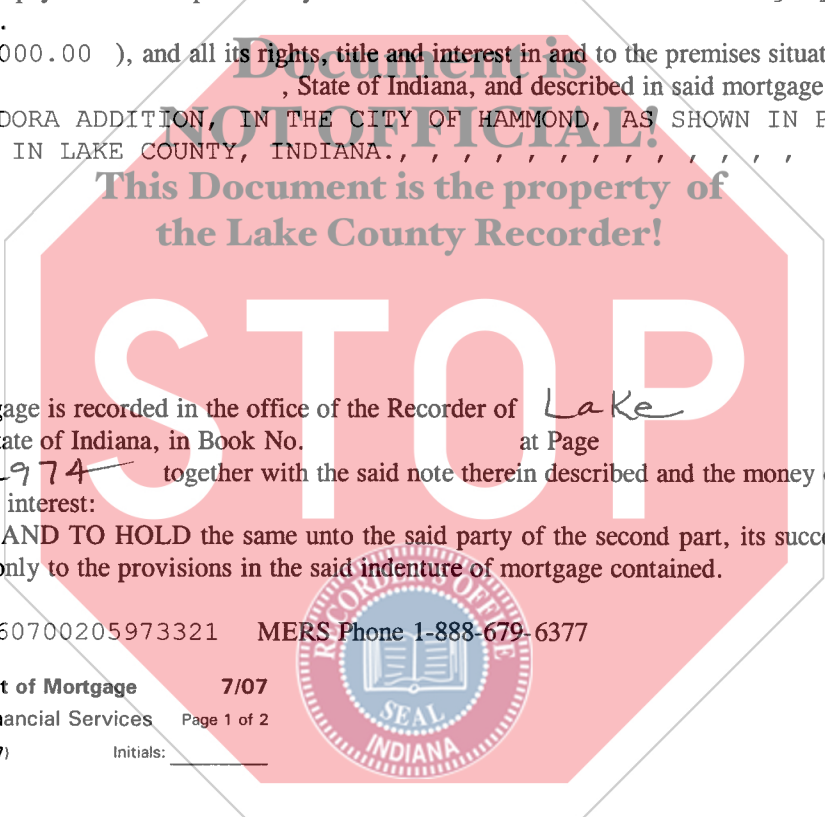 000.00 ), and all its rights, title and interest in and to the premises situat
, State of Indiana, and described in said mortgage
DORA ADDITION, IN THE CITY OF HAMMOND, AS SHOWN IN P
IN LAKE COUNTY, INDIANA., , , , , , , , , , , , , ,
Document is
NOT OFFICIAL!
This Document is the property of
the Lake County Recorder!
STOP
gage is recorded in the office of the Recorder of Lake
ate of Indiana, in Book No. at Page
974 together with the said note therein described and the money
interest:
AND TO HOLD the same unto the said party of the second part, its succe
only to the provisions in the said indenture of mortgage contained.
60700205973321 MERS Phone 1-888-679-6377
t of Mortgage 7/07
nancial Services Page 1 of 2
7) Initials:
RECORDER'S OFFICE
SEAL
INDIANA